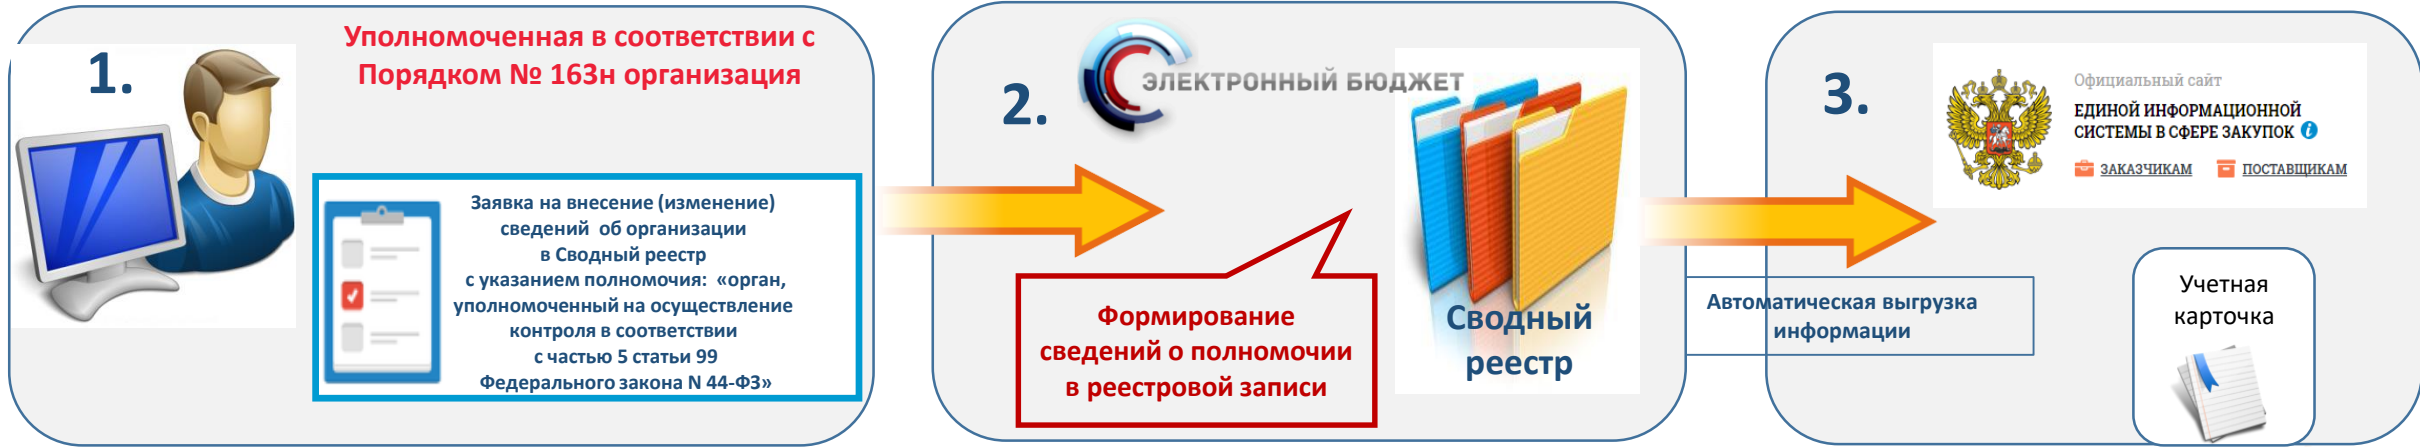 1.
Уполномоченная в соответствии с
Порядком № 163н организация
Заявка на внесение (изменение)
сведений об организации
в Сводный реестр
с указанием полномочия: «орган,
уполномоченный на осуществление
контроля в соответствии
с частью 5 статьи 99
Федерального закона N 44-ФЗ»
2.
ЭЛЕКТРОННЫЙ БЮДЖЕТ
Формирование
сведений о полномочии
в реестровой записи
Сводный
реестр
Автоматическая выгрузка
информации
3.
Официальный сайт
ЕДИНОЙ ИНФОРМАЦИОННОЙ
СИСТЕМЫ В СФЕРЕ ЗАКУПОК i
ЗАКАЗЧИКАМ ПОСТАВЩИКАМ
Учетная
карточка